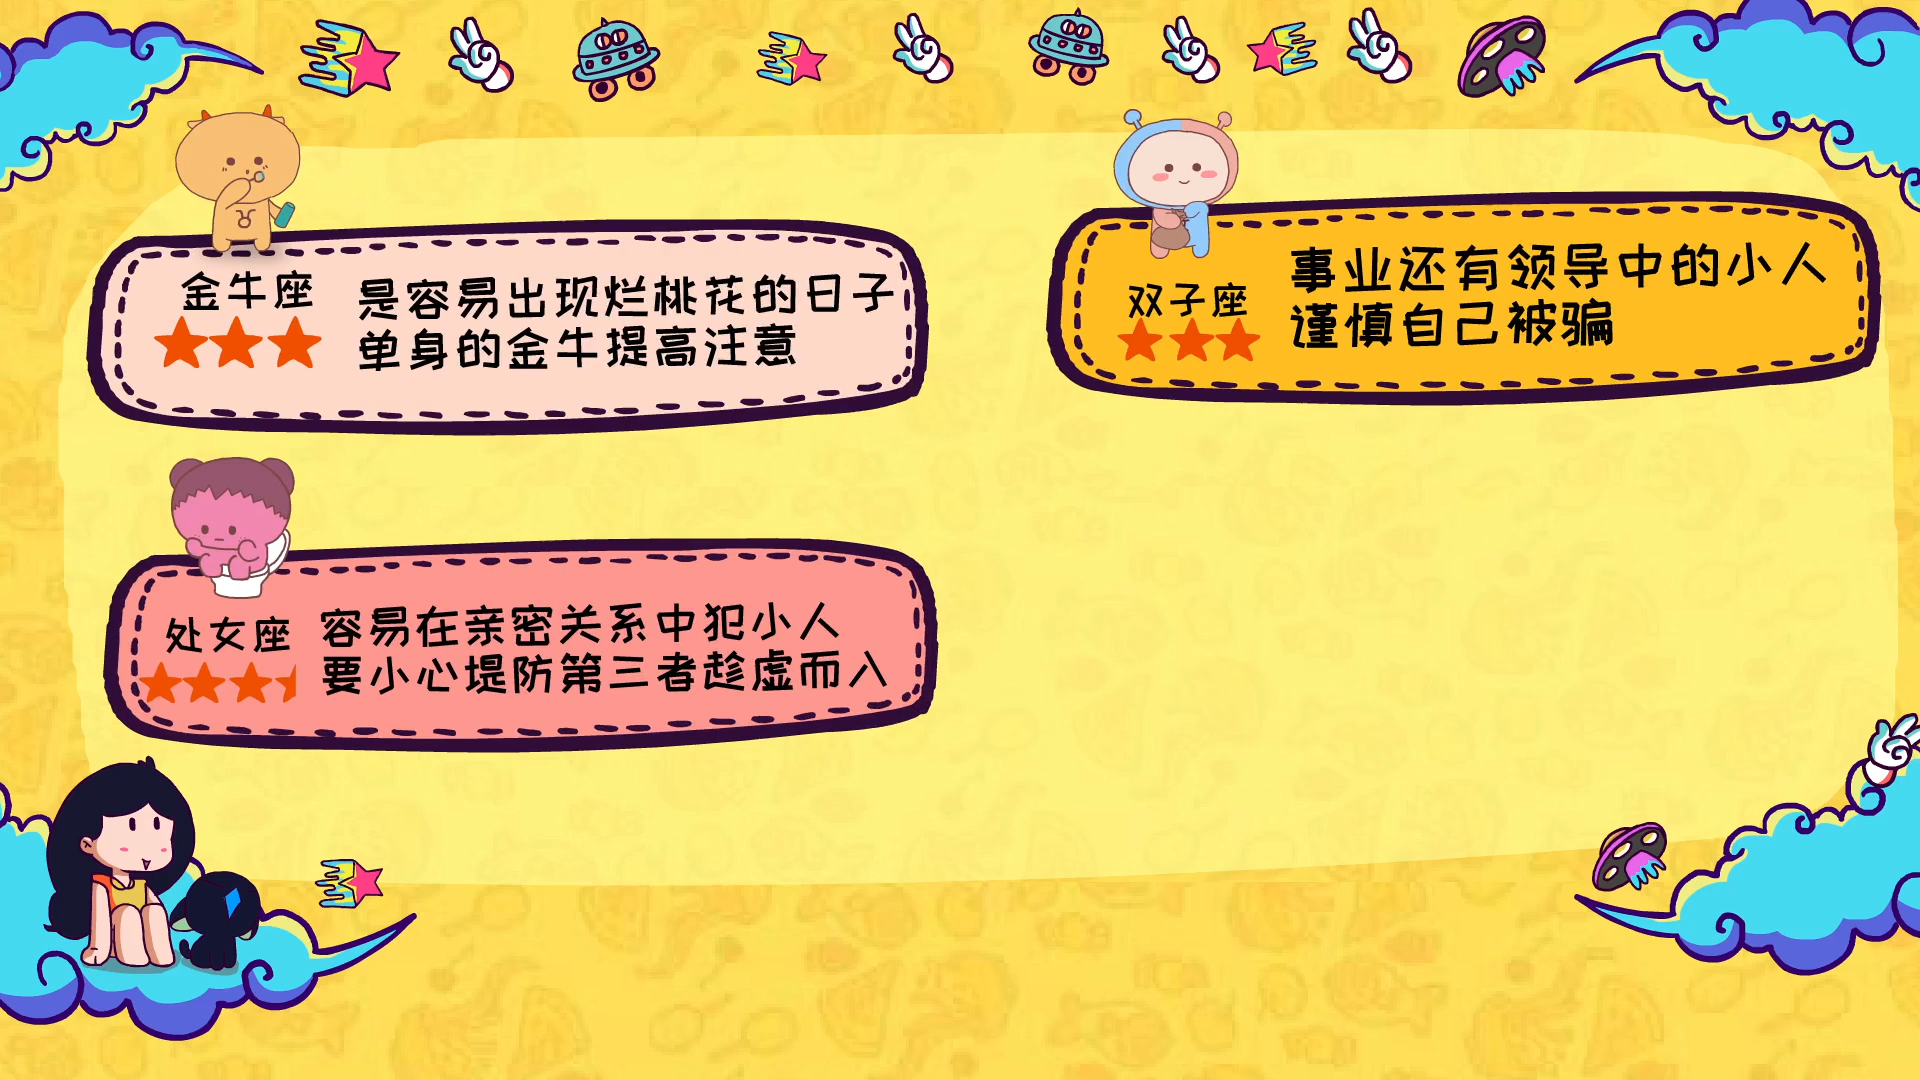 金牛座
是容易出现烂桃花的日子
单身的金牛提高注意
双子座
事业还有领导中的小人
谨慎自己被骗
处女座
容易在亲密关系中犯小人
要小心堤防第三者趁虚而入